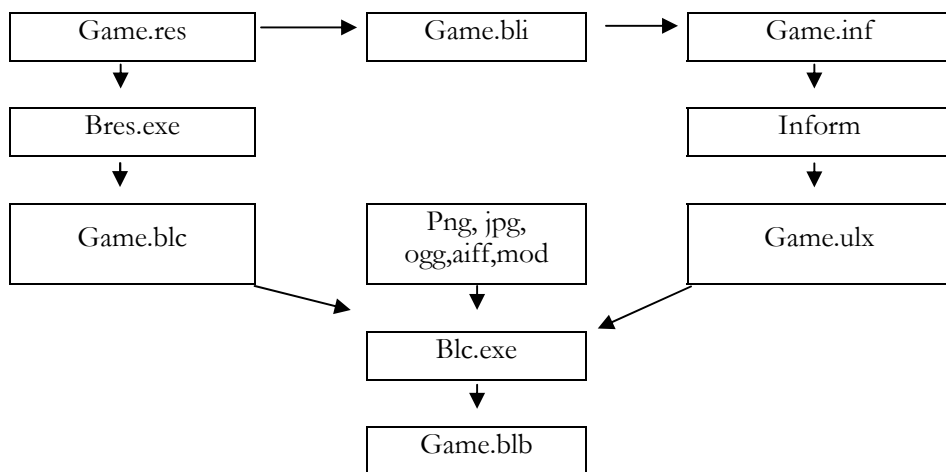 Game.res
Game.bli
Game.inf
Bres.exe
Inform
Game.blc
Png, jpg,
ogg,aiff,mod
Game.ulx
Blc.exe
Game.blb